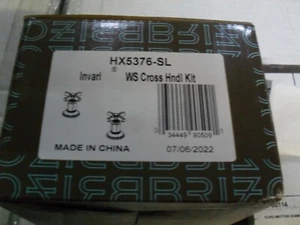 HX5376-SL
Invari ® WS Cross Hndl Kit
MADE IN CHINA
07/06/2022